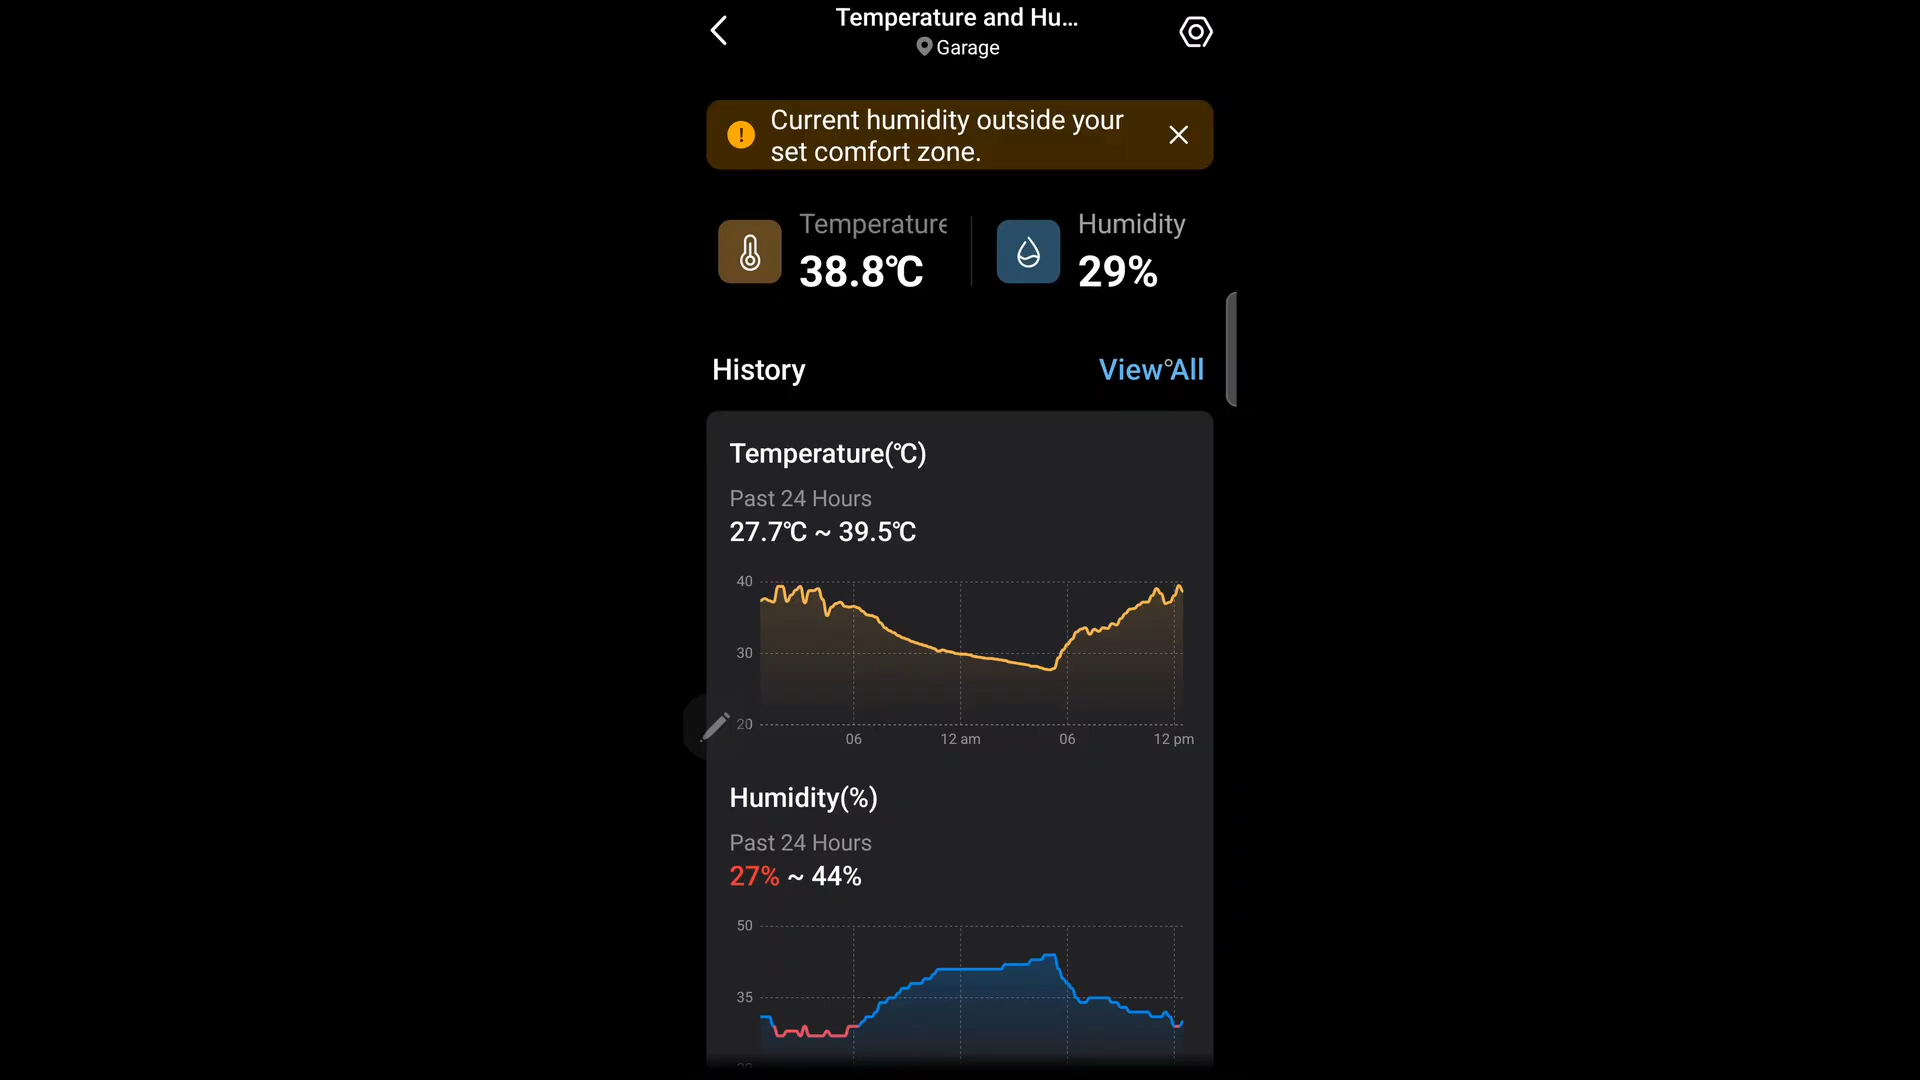 Temperature and Hu...
Garage
Current humidity outside your
set comfort zone.
Temperature
38.8℃
Humidity
29%
History
View All
Temperature(℃)
Past 24 Hours
27.7℃ ~ 39.5℃
40
30
20
06
12 am
06
12 pm
Humidity(%)
Past 24 Hours
27% ~ 44%
50
35